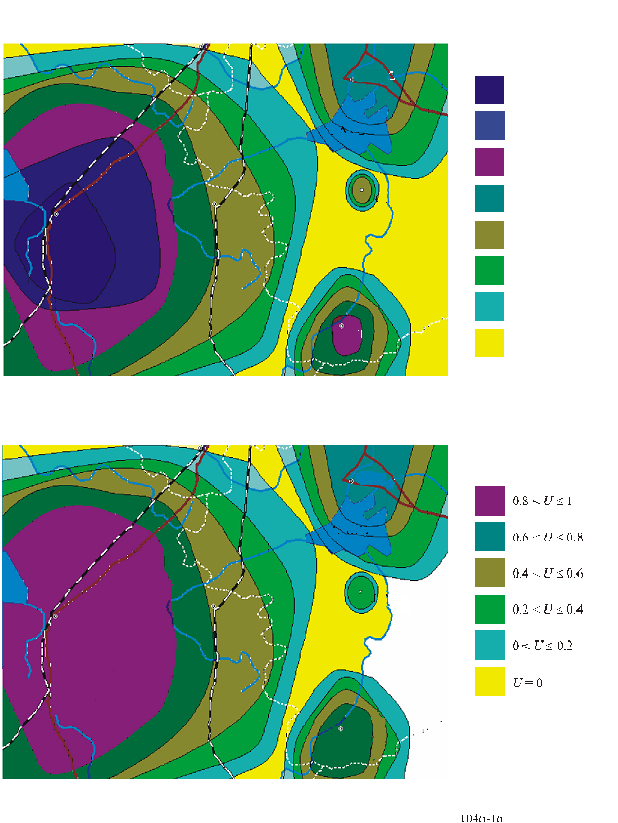 0.8 < U ≤ 1
0.6 < U ≤ 0.8
0.4 < U ≤ 0.6
0.2 < U ≤ 0.4
0 < U ≤ 0.2
U = 0
1046-16